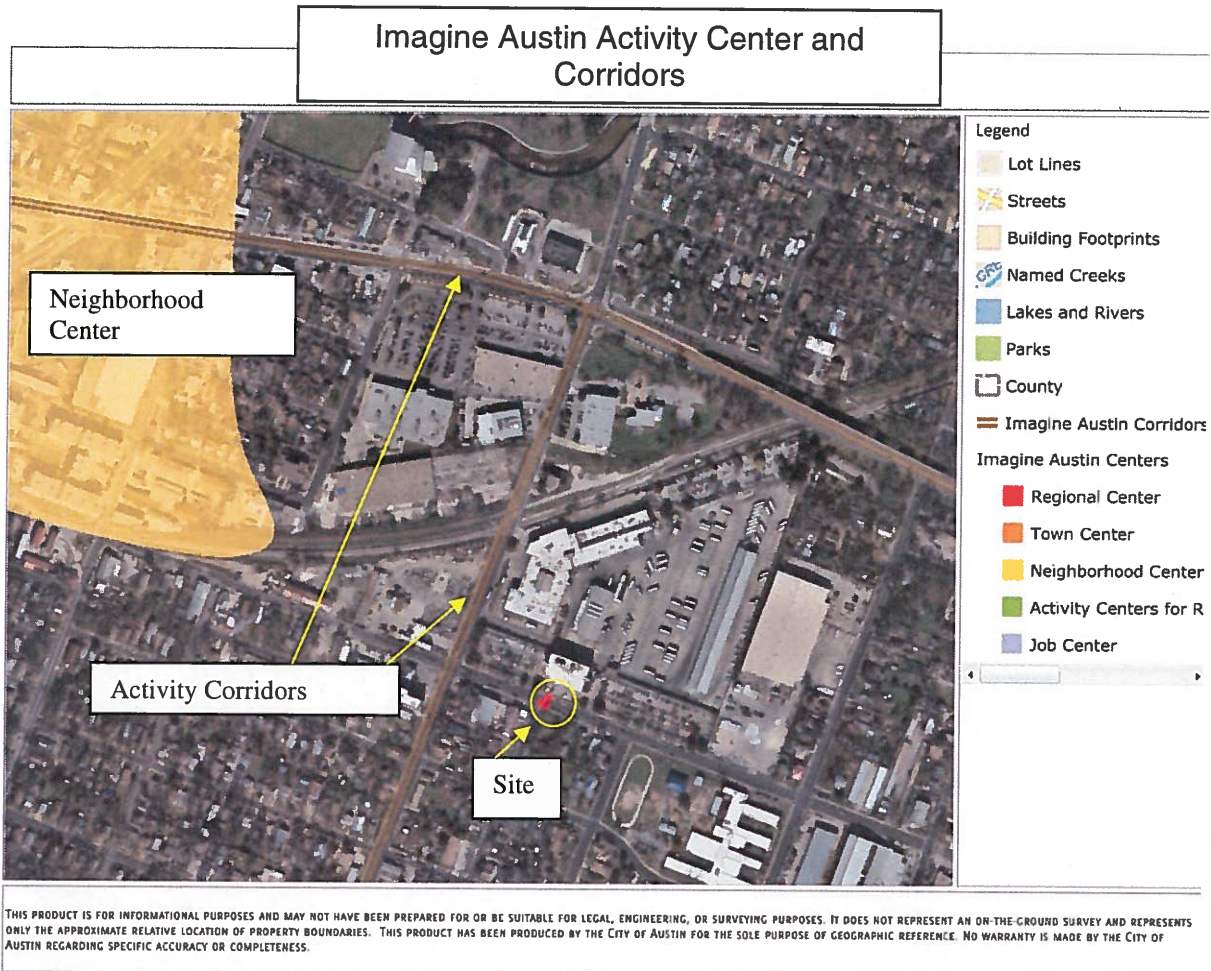 Imagine Austin Activity Center and
Corridors
Neighborhood
Center
Activity Corridors
Site
Legend
Lot Lines
Streets
Building Footprints
CREE
Named Creeks
Lakes and Rivers
Parks
County
Imagine Austin Corridors
Imagine Austin Centers
Regional Center
Town Center
Neighborhood Center
Activity Centers for R
Job Center
THIS PRODUCT IS FOR INFORMATIONAL PURPOSES AND MAY NOT HAVE BEEN PREPARED FOR OR BE SUITABLE FOR LEGAL, ENGINEERING, OR SURVEYING PURPOSES. IT DOES NOT REPRESENT AN ON-THE-GROUND SURVEY AND REPRESENTS
ONLY THE APPROXIMATE RELATIVE LOCATION OF PROPERTY BOUNDARIES. THIS PRODUCT HAS BEEN PRODUCED BY THE CITY OF AUSTIN FOR THE SOLE PURPOSE OF GEOGRAPHIC REFERENCE. NO WARRANTY IS MADE BY THE CITY OF
AUSTIN REGARDING SPECIFIC ACCURACY OR COMPLETENESS.